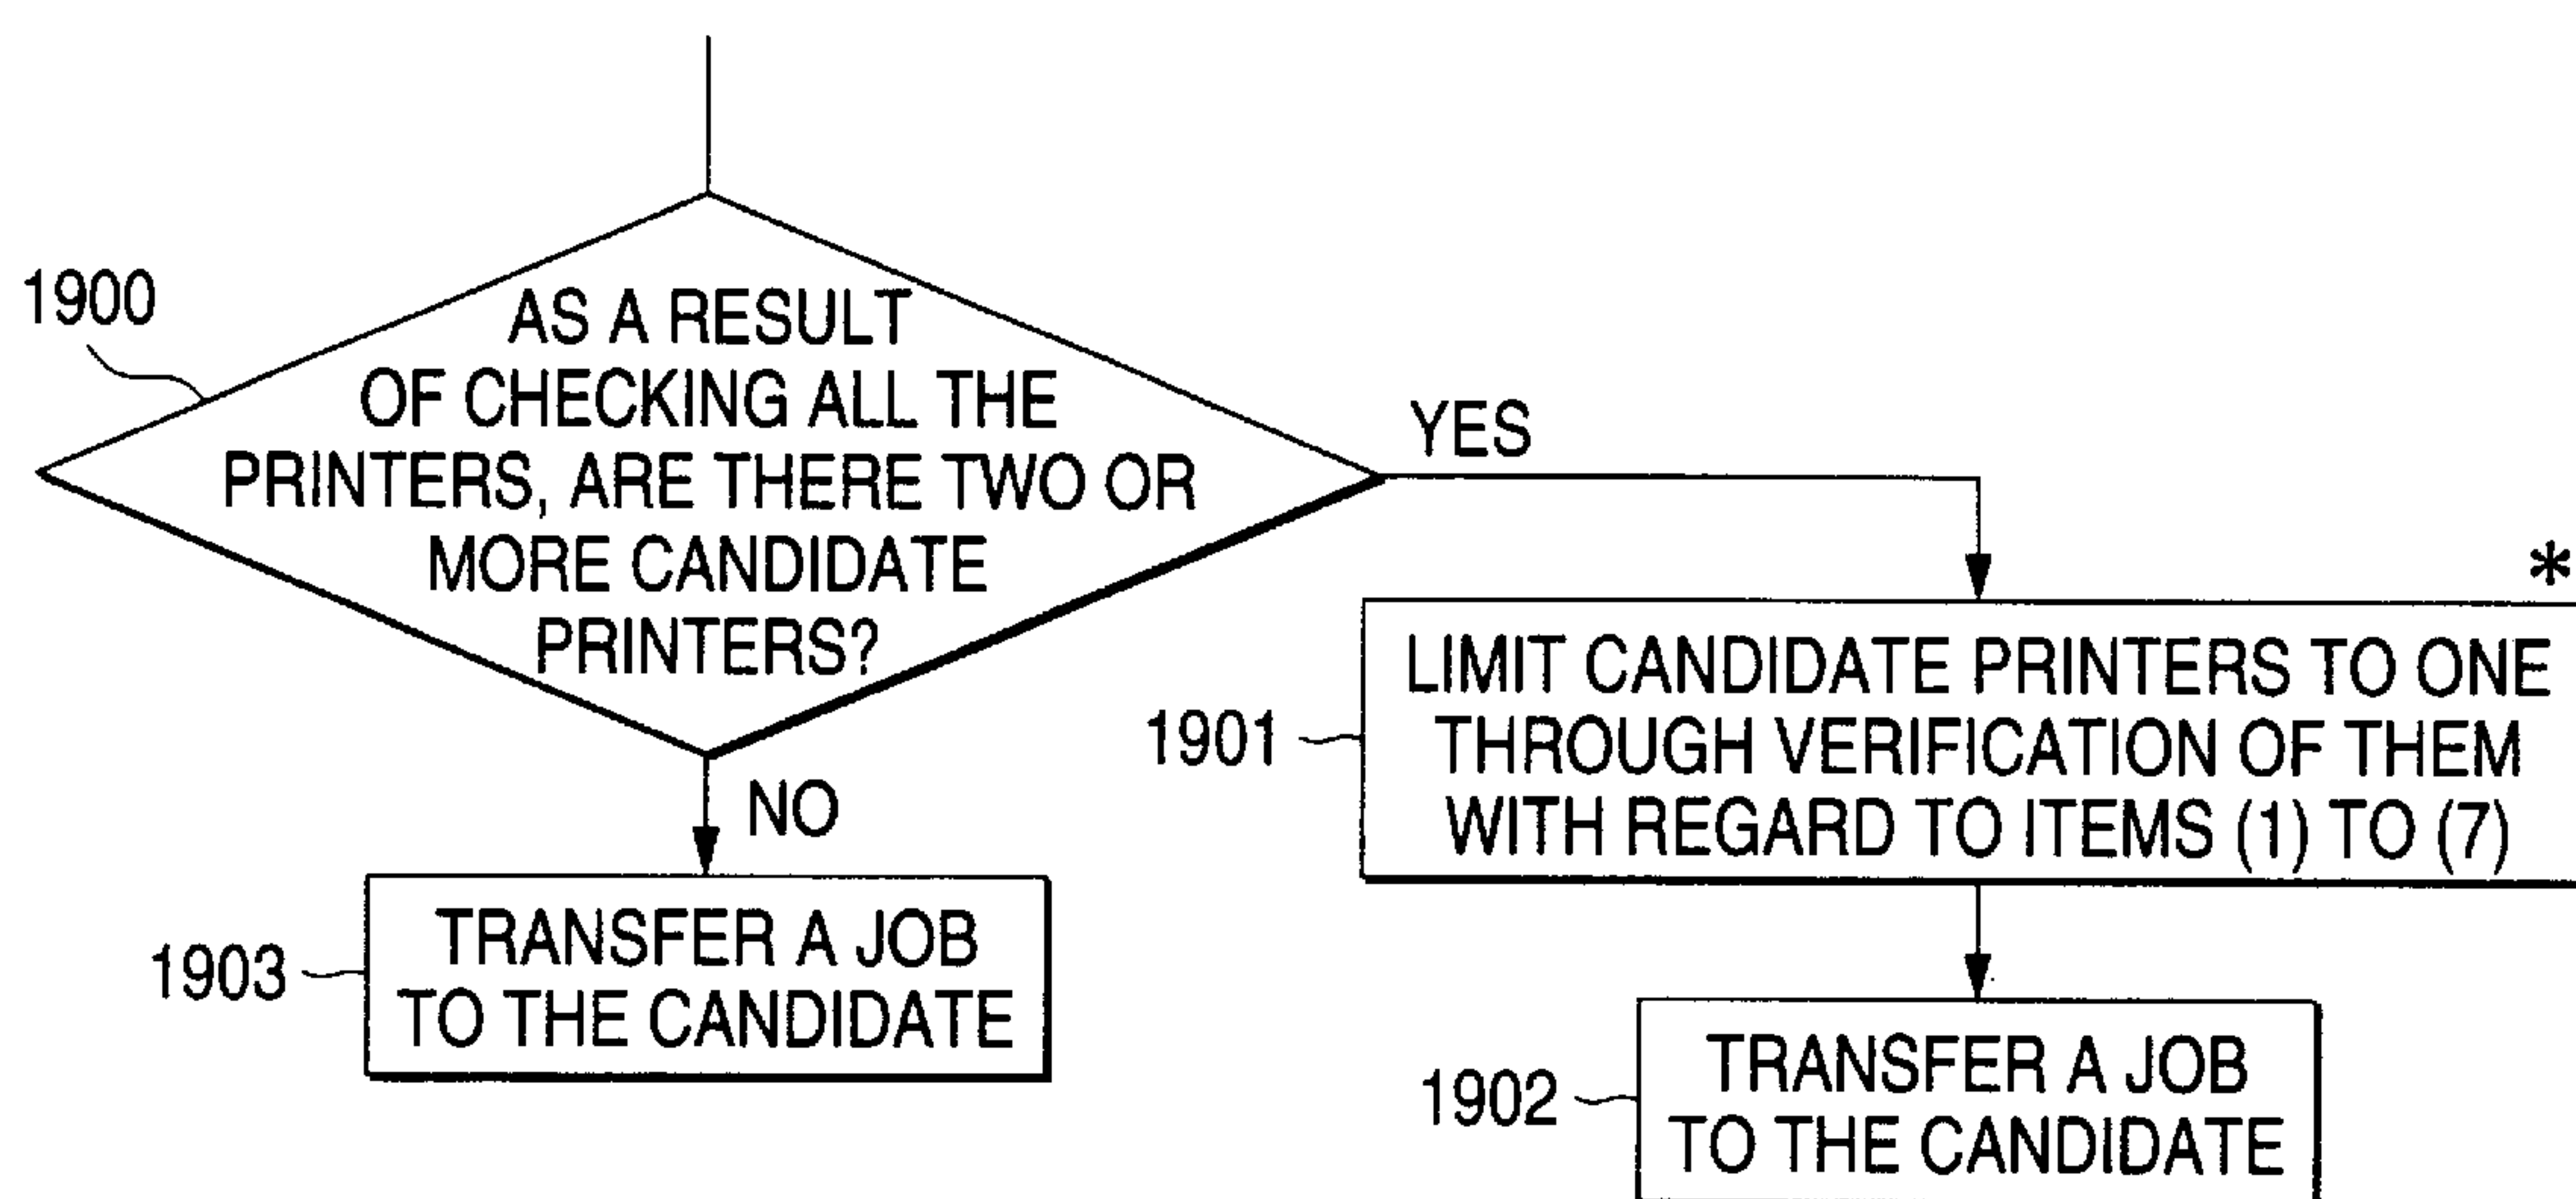 1900
AS A RESULT
OF CHECKING ALL THE
PRINTERS, ARE THERE TWO OR
MORE CANDIDATE
PRINTERS?
YES
NO
*
1901
LIMIT CANDIDATE PRINTERS TO ONE
THROUGH VERIFICATION OF THEM
WITH REGARD TO ITEMS (1) TO (7)
1903
TRANSFER A JOB
TO THE CANDIDATE
1902
TRANSFER A JOB
TO THE CANDIDATE